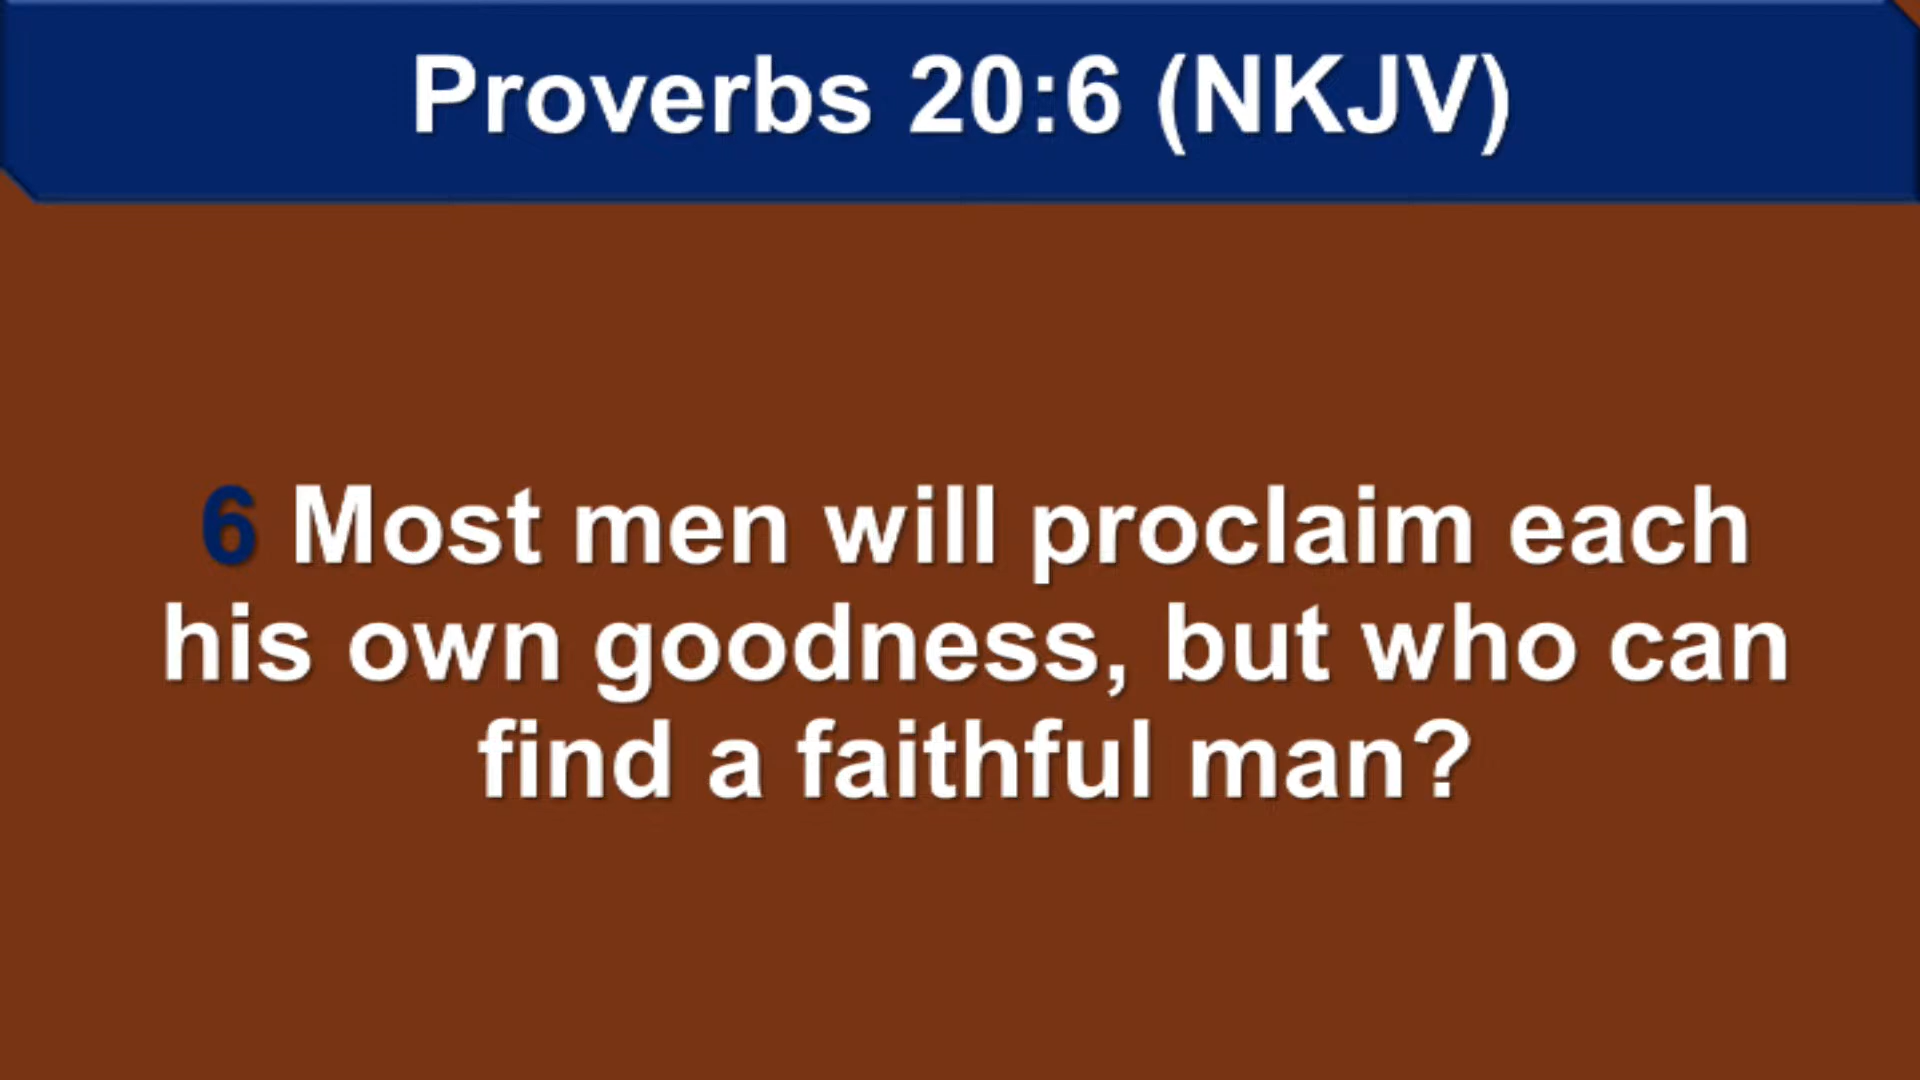 Proverbs 20:6 (NKJV)
6 Most men will proclaim each
his own goodness, but who can
find a faithful man?